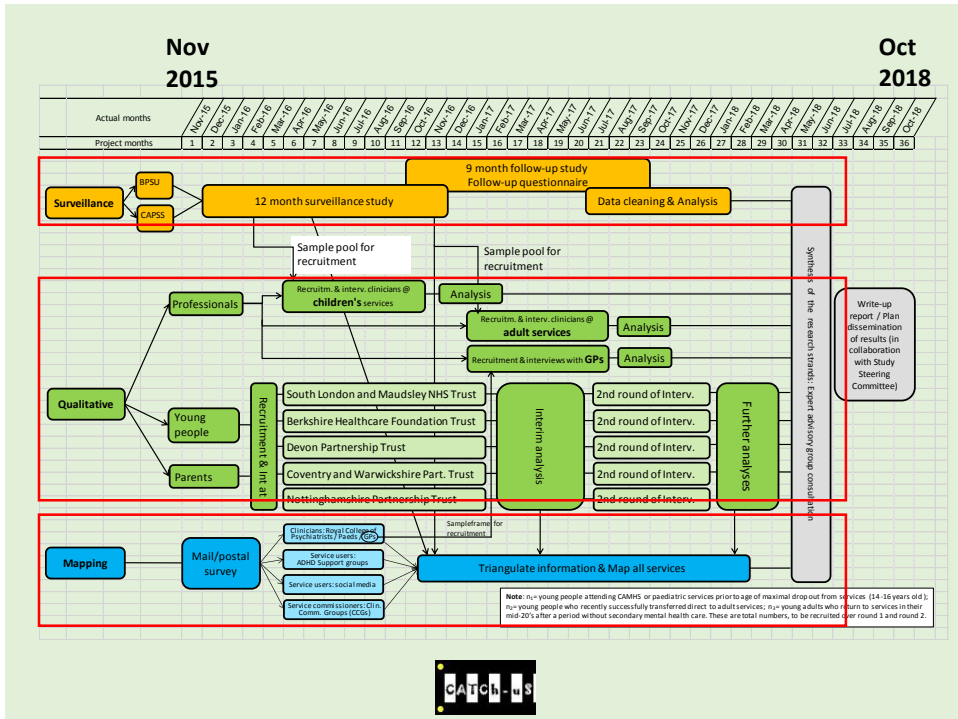 Nov
2015
Oct
2018
Actual months
Nov-15 Dec-15 Jan-16 Feb-16 Mar-16 Apr-16 May-16 Jun-16 Jul-16 Aug-16 Sep-16 Oct-16 Nov-16 Dec-16 Jan-17 Feb-17 Mar-17 Apr-17 May-17 Jun-17 Jul-17 Aug-17 Sep-17 Oct-17 Nov-17 Dec-17 Jan-18 Feb-18 Mar-18 Apr-18 May-18 Jun-18 Jul-18 Aug-18 Sep-18 Oct-18
Project months 1 2 3 4 5 6 7 8 9 10 11 12 13 14 15 16 17 18 19 20 21 22 23 24 25 26 27 28 29 30 31 32 33 34 35 36
9 month follow-up study
Follow-up questionnaire
BPSU
Surveillance
CAPSS
12 month surveillance study
Data cleaning & Analysis
Sample pool for
recruitment
Sample pool for
recruitment
Synthesis of the research strands: Expert advisory group consultation
Professionals
Recruitm. & interv. clinicians @
children's services
Analysis
Recruitm. & interv. clinicians @
adult services
Analysis
Recruitment & interviews with GPs
Analysis
Write-up
report / Plan
dissemination
of results (in
collaboration
with Study
Steering
Committee)
Qualitative
Young
people
Parents
Recruitment & Int at
South London and Maudsley NHS Trust
Berkshire Healthcare Foundation Trust
Devon Partnership Trust
Coventry and Warwickshire Part. Trust
Nottinghamshire Partnership Trust
Interim analysis
2nd round of Interv.
2nd round of Interv.
2nd round of Interv.
2nd round of Interv.
2nd round of Interv.
Further analyses
Sampleframe for
recruitment
Mapping
Mail/postal
survey
Clinicians: Royal College of
Psychiatrists / Paeds /GPs
Service users:
ADHD Support groups
Service users: social media
Service commissioners: Clin.
Comm. Groups (CCGs)
Triangulate information & Map all services
Note: n₁= young people attending CAMHS or paediatric services prior to age of maximal drop out from services (14 -16 years old );
n₂= young people who recently successfully transferred direct to adult services; n₃= young adults who return to services in their
mid-20's after a period without secondary mental health care. These are total numbers, to be recruited over round 1 and round 2.
CATCh-uS